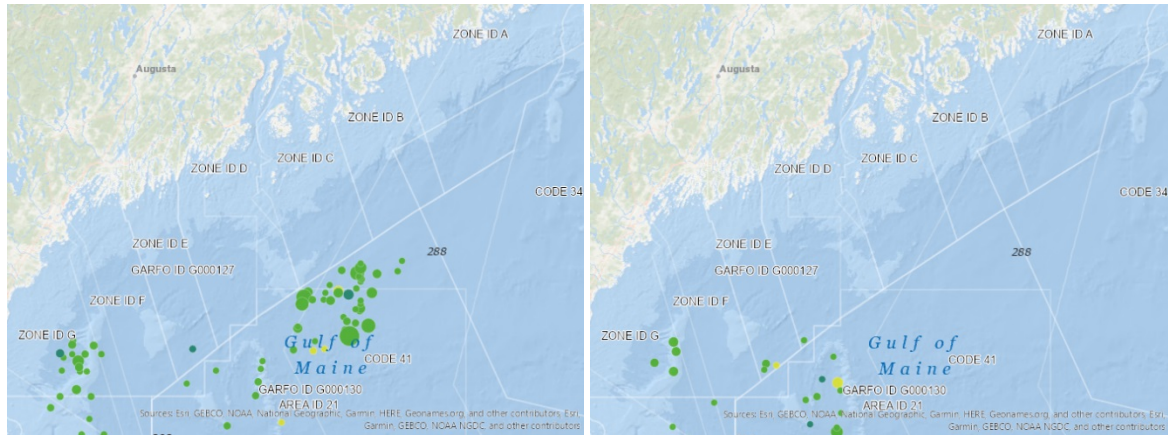 ZONE ID A
Augusta
ZONE ID B
ZONE ID C
ZONE ID D
CODE 34
ZONE ID E
288
GARFO ID G000127
ZONE ID F
ZONE ID G
Gulf of
Maine
CODE 41
GARFO ID G000130
AREA ID 21
Sources: Esri, GEBCO, NOAA, National Geographic, Garmin, HERE, Geonames.org, and other contributors, Esri,
Garmin, GEBCO, NOAA NGDC, and other contributors
ZONE ID A
Augusta
ZONE ID B
ZONE ID C
ZONE ID D
CODE 34
ZONE ID E
288
GARFO ID G000127
ZONE ID F
ZONE ID G
Gulf of
Maine
CODE 41
GARFO ID G000130
AREA ID 21
Sources: Esri, GEBCO, NOAA, National Geographic, Garmin, HERE, Geonames.org, and other contributors, Esri,
Garmin, GEBCO, NOAA NGDC, and other contributors